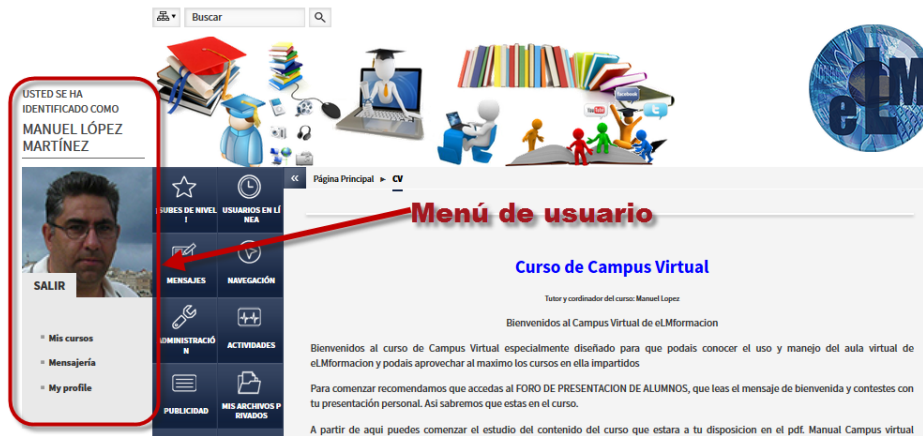 Buscar
USTED SE HA
IDENTIFICADO COMO
MANUEL LÓPEZ
MARTÍNEZ
SALIR
Mis cursos
Mensajería
My profile
facebook
YouTube
eLM
¡SUBES DE NIVEL
!
USUARIOS EN LÍ
NEA
MENSAJES
NAVEGACIÓN
ADMINISTRACIÓ
N
ACTIVIDADES
PUBLICIDAD
MIS ARCHIVOS P
RIVADOS
« Página Principal ► CV
Menú de usuario
Curso de Campus Virtual
Tutor y cordinador del curso: Manuel Lopez
Bienvenidos al Campus Virtual de eLMformacion
Bienvenidos al curso de Campus Virtual especialmente diseñado para que podais conocer el uso y manejo del aula virtual de
eLMformacion y podais aprovechar al maximo los cursos en ella impartidos
Para comenzar recomendamos que accedas al FORO DE PRESENTACION DE ALUMNOS, que leas el mensaje de bienvenida y contestes con
tu presentación personal. Asi sabremos que estas en el curso.
A partir de aqui puedes comenzar el estudio del contenido del curso que estara a tu disposicion en el pdf. Manual Campus virtual